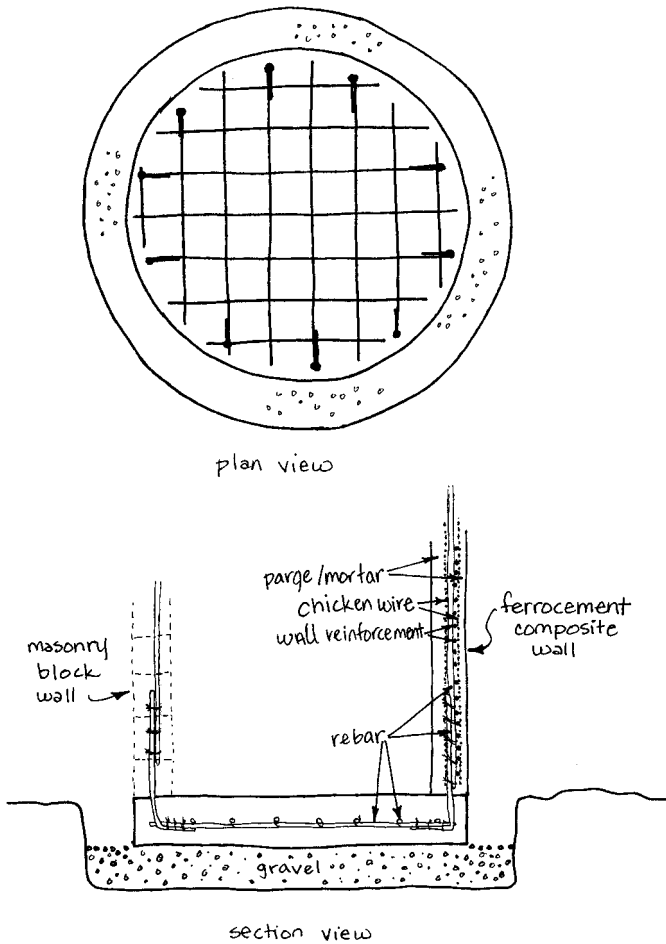 plan view
parge/mortar
chicken wire
wall reinforcement
ferrocement
composite
wall
masonry
block
wall
rebar
gravel
section view